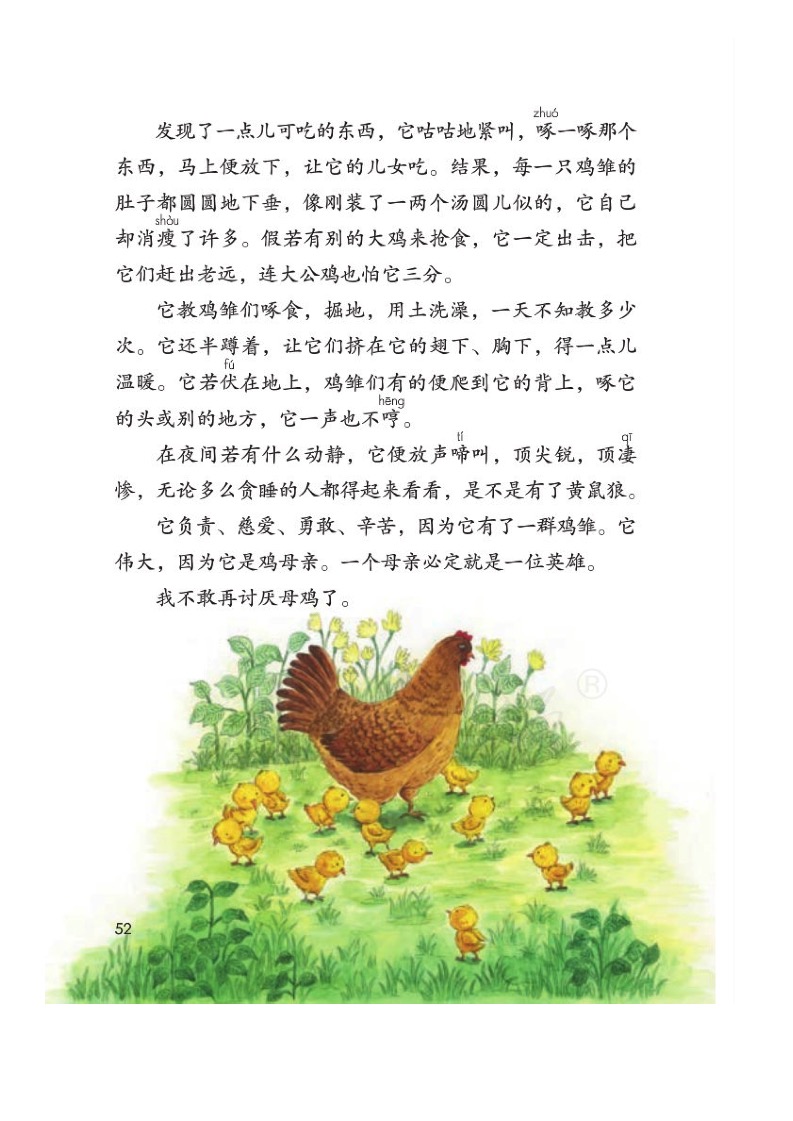 zhuó
发现了一点儿可吃的东西，它咕咕地紧叫，啄一啄那个
东西，马上便放下，让它的儿女吃。结果，每一只鸡雏的
肚子都圆圆地下垂，像刚装了一两个汤圆儿似的，它自己
shòu
却消瘦了许多。假若有别的大鸡来抢食，它一定出击，把
它们赶出老远，连大公鸡也怕它三分。
它教鸡雏们啄食，掘地，用土洗澡，一天不知教多少
次。它还半蹲着，让它们挤在它的翅下、胸下，得一点儿
fú
温暖。它若伏在地上，鸡雏们有的便爬到它的背上，啄它
hēng
的头或别的地方，它一声也不哼。
tí qī
在夜间若有什么动静，它便放声啼叫，顶尖锐，顶凄
惨，无论多么贪睡的人都得起来看看，是不是有了黄鼠狼。
它负责、慈爱、勇敢、辛苦，因为它有了一群鸡雏。它
伟大，因为它是鸡母亲。一个母亲必定就是一位英雄。
我不敢再讨厌母鸡了。
®
52